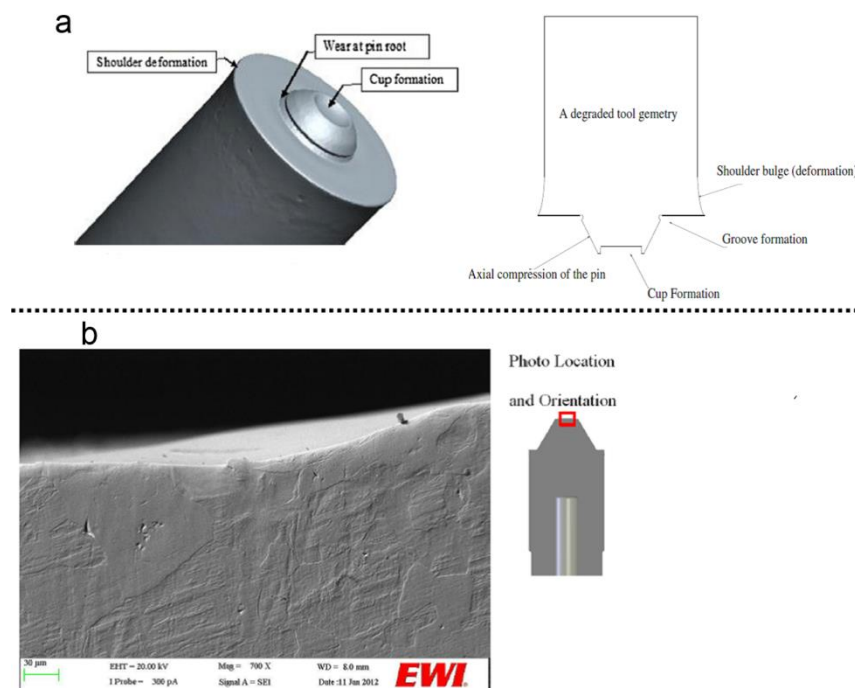 a
Wear at pin root
Shoulder deformation
Cup formation
A degraded tool gemetry
Shoulder bulge (deformation)
Groove formation
Axial compression of the pin
Cup Formation
b
Photo Location
and Orientation
30 µm
EHT = 20.00 kV
Mag = 700 X
WD = 8.0 mm
I Probe = 300 pA
Signal A = SE1
Date :11 Jan 2012
EWI